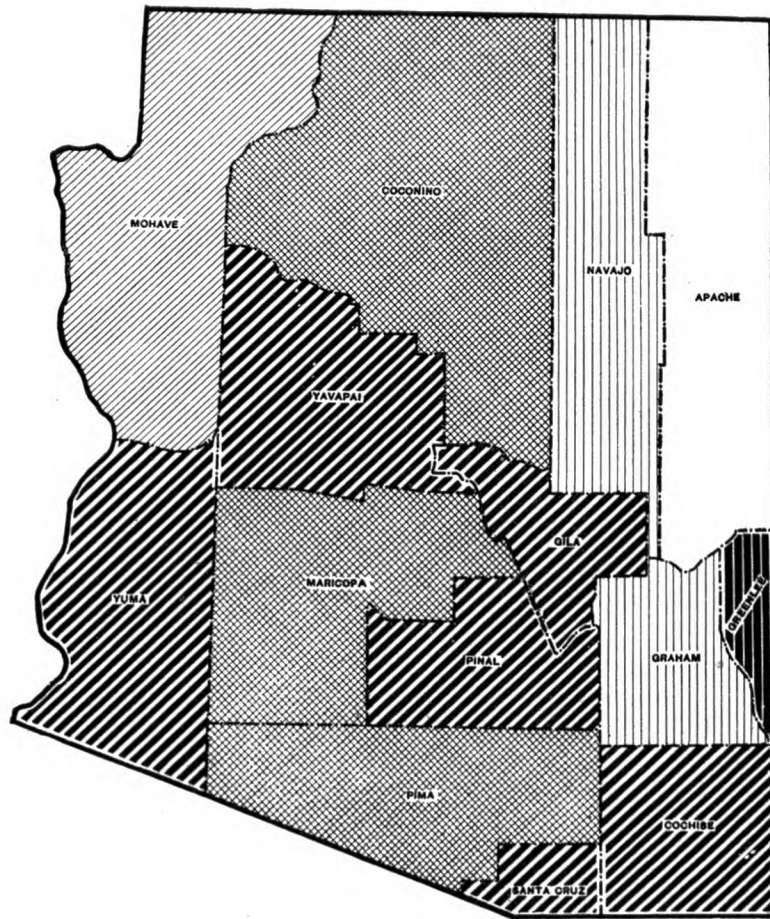 COCONINO
MOHAVE
NAVAJO
APACHE
YAVAPAI
GILA
MARICOPA
YUMA
GREENLEE
PINAL
GRAHAM
PIMA
COCHISE
SANTA CRUZ